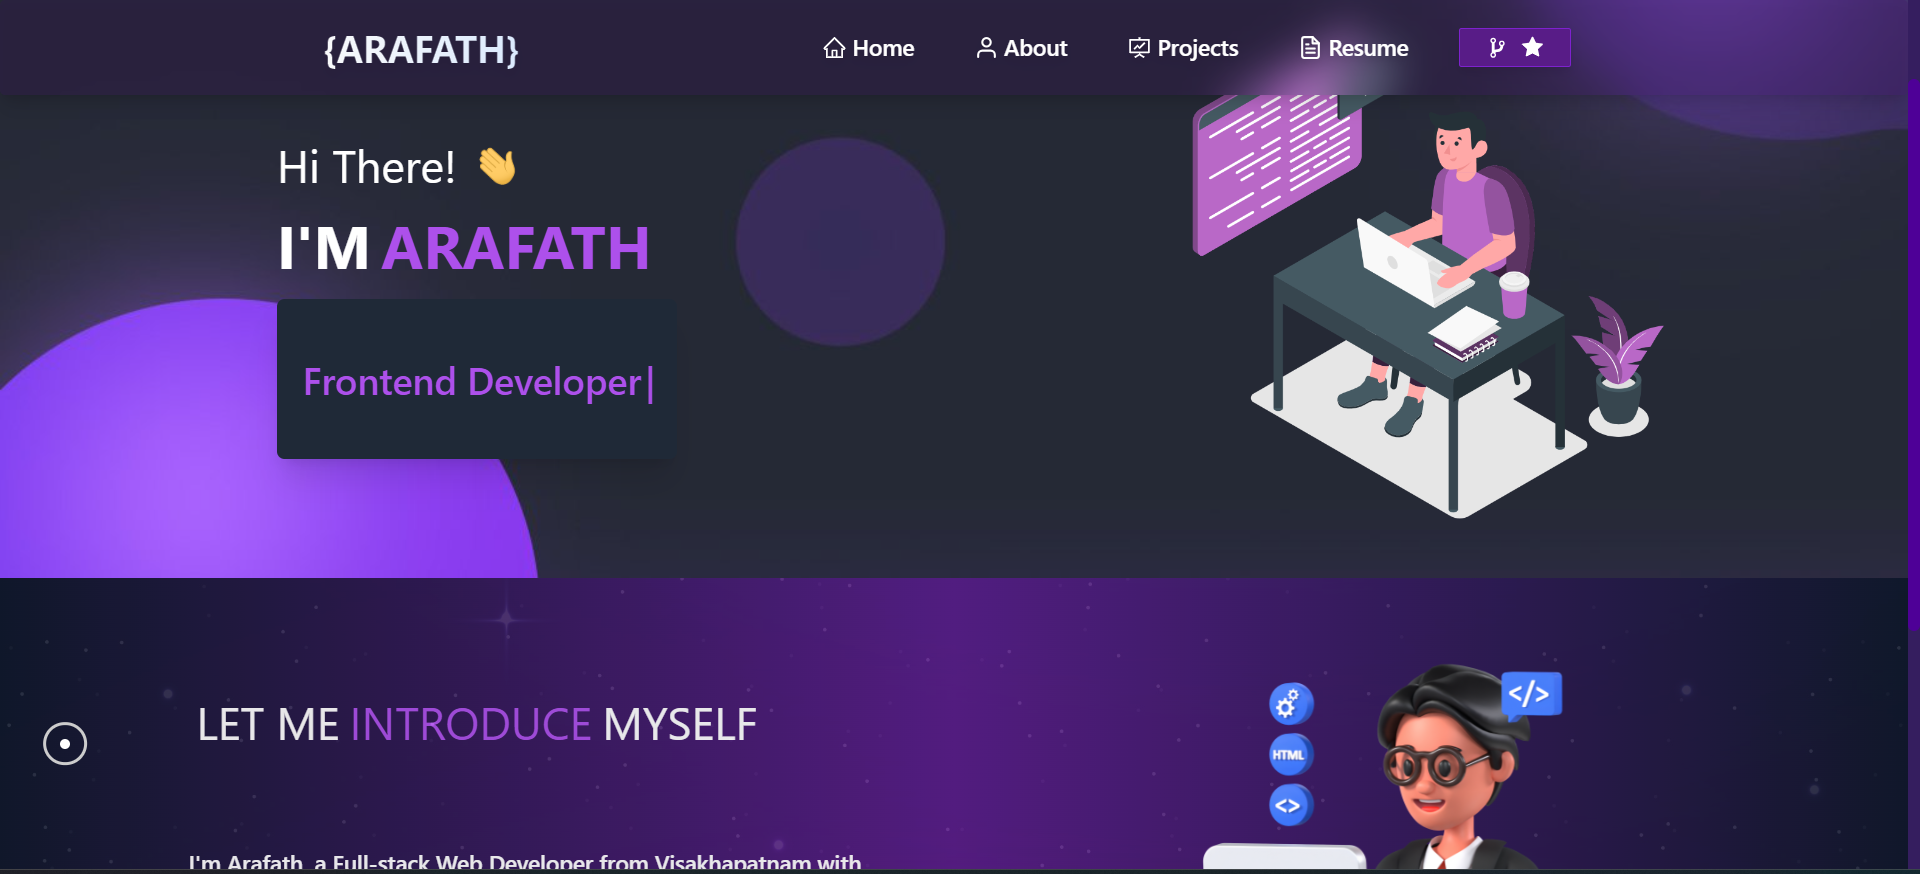 {ARAFATH}
Home
About
Projects
Resume
Hi There! 👋
I'M ARAFATH
Frontend Developer|
LET ME INTRODUCE MYSELF
</>
HTML
<>
I'm Arafath, a Full-stack Web Developer from Visakhapatnam with